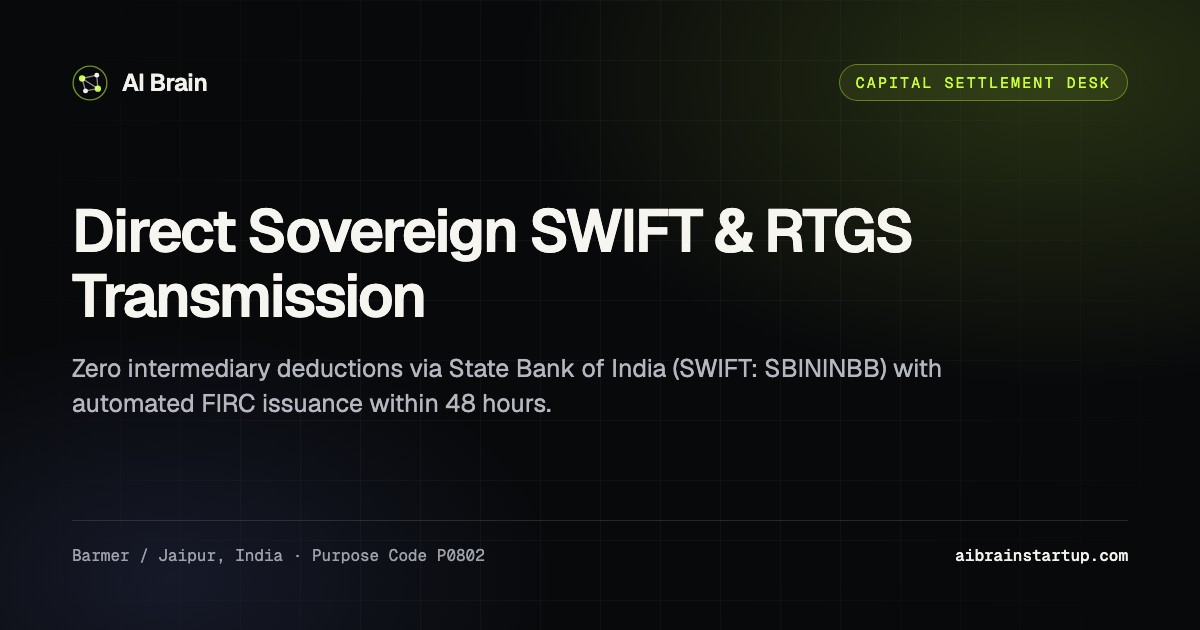 AI Brain
CAPITAL SETTLEMENT DESK
Direct Sovereign SWIFT & RTGS
Transmission
Zero intermediary deductions via State Bank of India (SWIFT: SBININBB) with
automated FIRC issuance within 48 hours.
Barmer / Jaipur, India · Purpose Code P0802
aibrainstartup.com